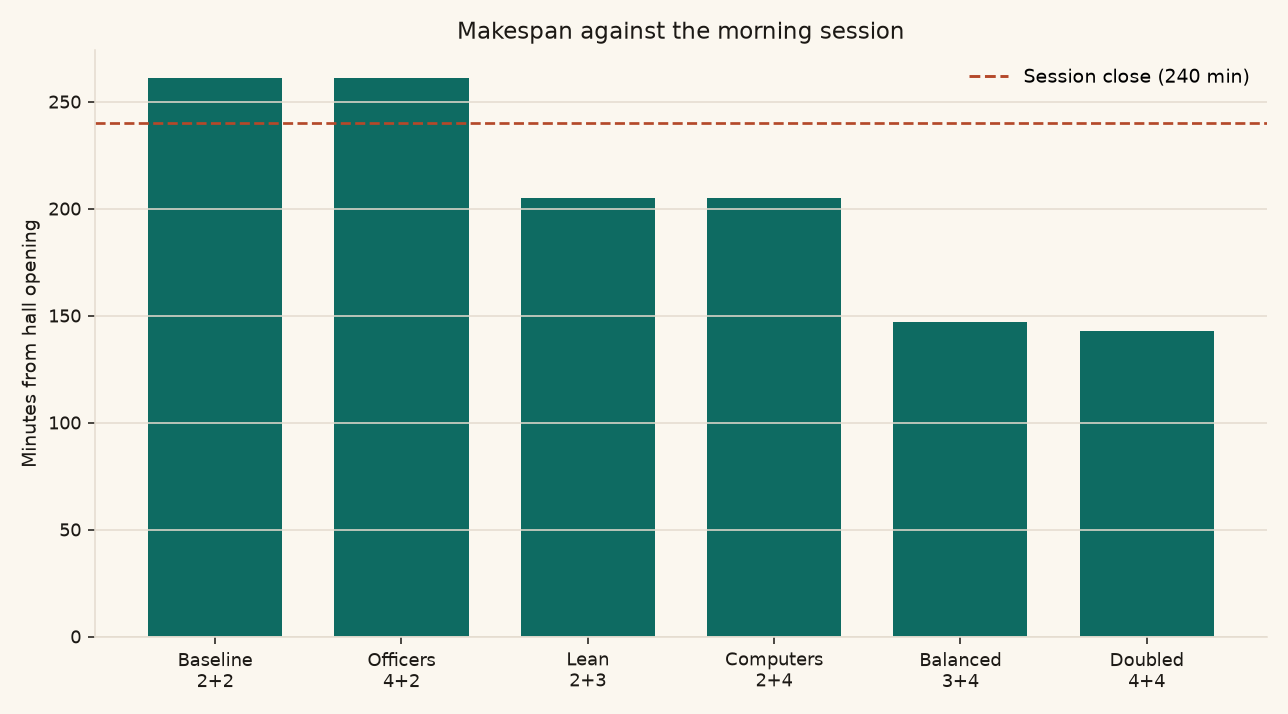 Makespan against the morning session
Session close (240 min)
Minutes from hall opening
250
200
150
100
50
0
Baseline
2+2
Officers
4+2
Lean
2+3
Computers
2+4
Balanced
3+4
Doubled
4+4